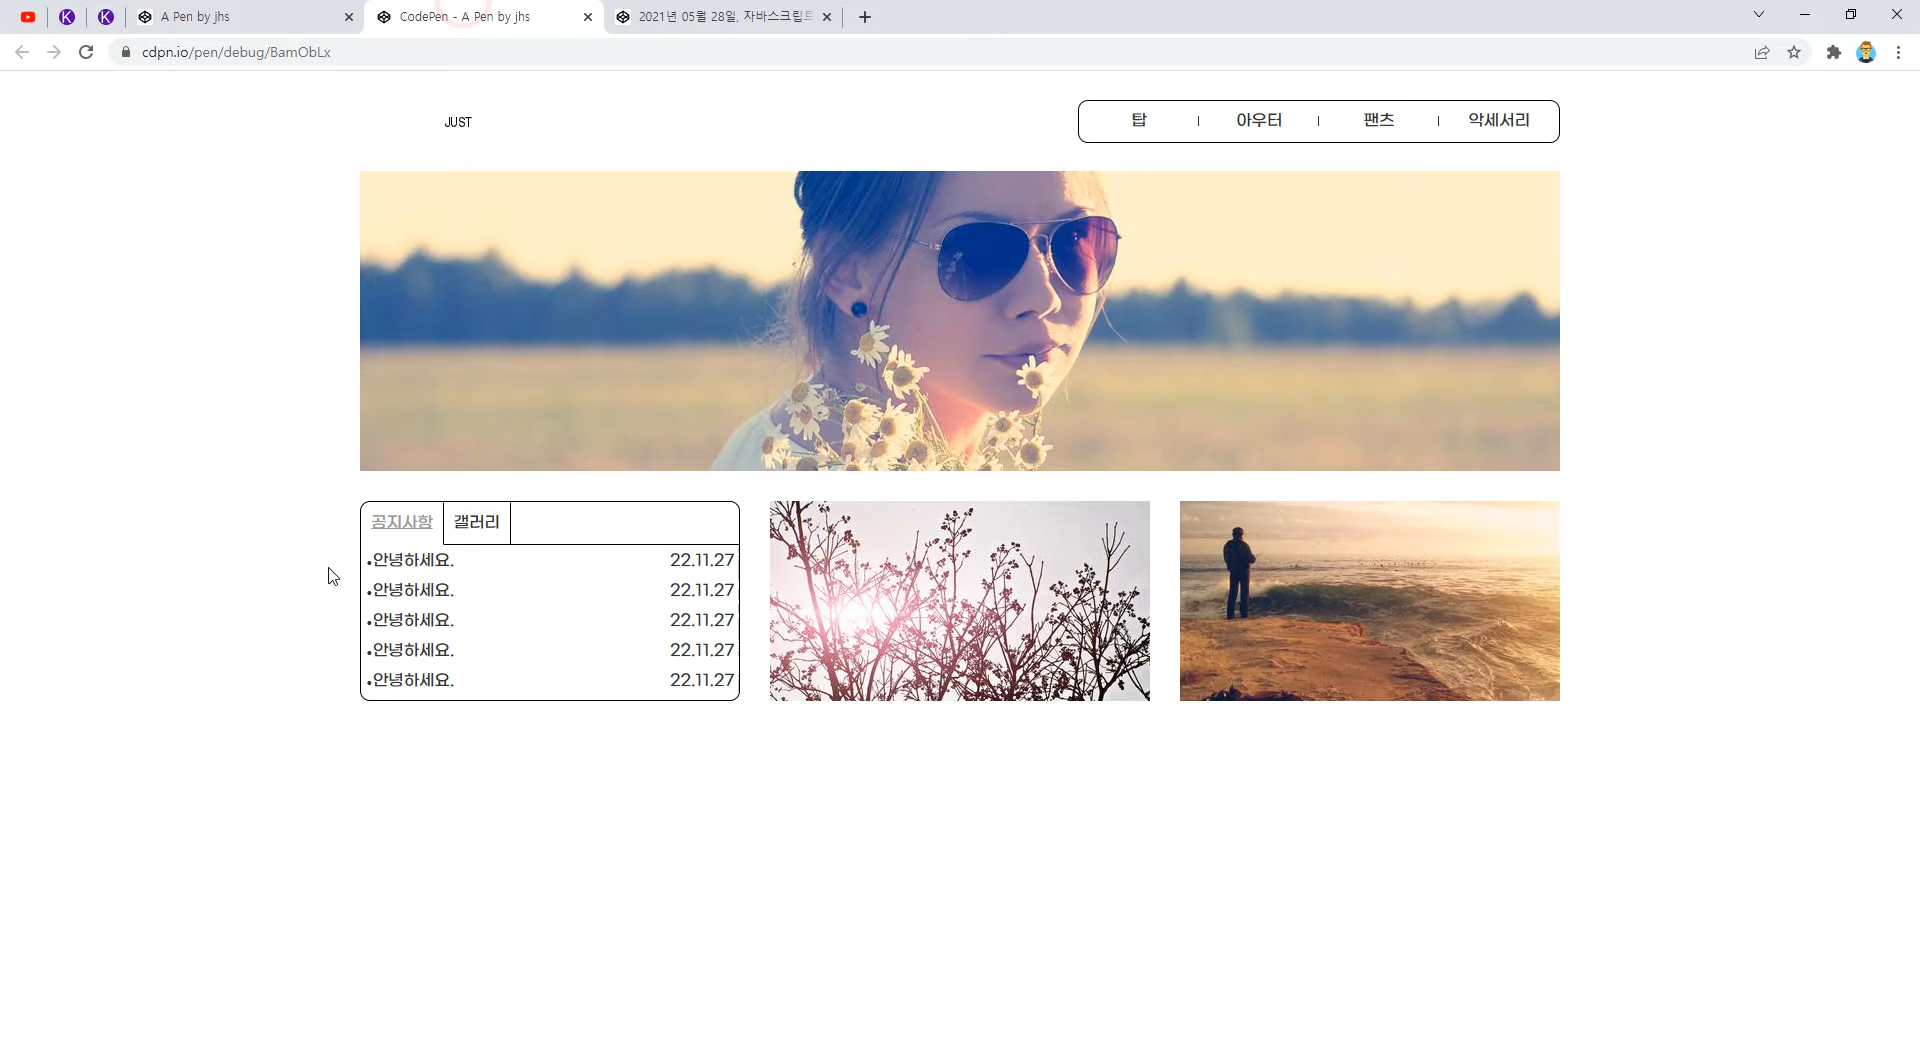 A Pen by jhs
CodePen - A Pen by jhs
2021년 05월 28일, 자바스크립트
cdpn.io/pen/debug/BamObLx
JUST
탑 아우터 팬츠 악세서리
공지사항 갤러리
•안녕하세요. 22.11.27
•안녕하세요. 22.11.27
•안녕하세요. 22.11.27
•안녕하세요. 22.11.27
•안녕하세요. 22.11.27